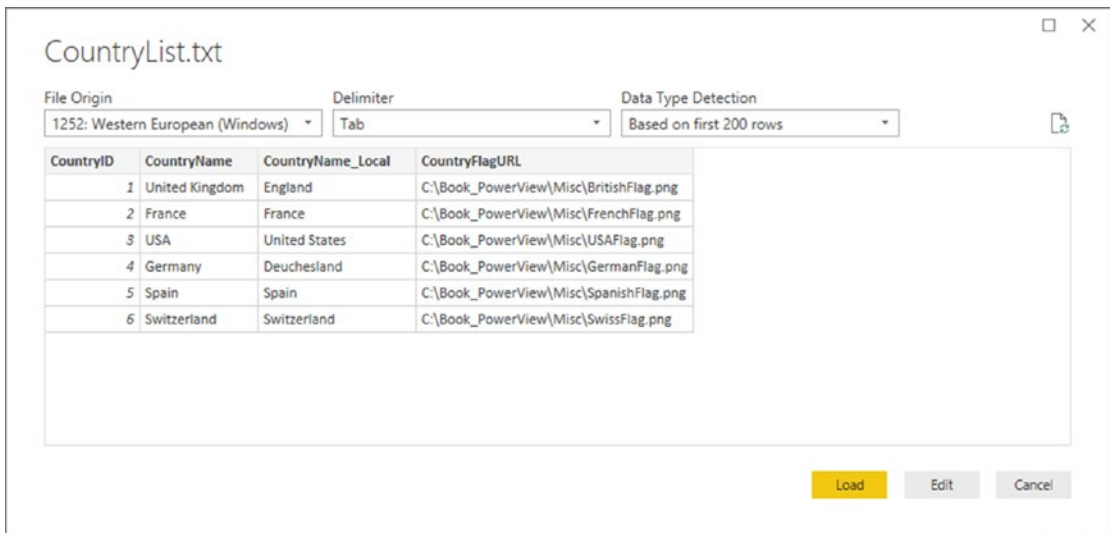 CountryList.txt
File Origin Delimiter Data Type Detection
1252: Western European (Windows) Tab Based on first 200 rows
CountryID CountryName CountryName_Local CountryFlagURL
1 United Kingdom England C:\Book_PowerView\Misc\BritishFlag.png
2 France France C:\Book_PowerView\Misc\FrenchFlag.png
3 USA United States C:\Book_PowerView\Misc\USAFlag.png
4 Germany Deuchesland C:\Book_PowerView\Misc\GermanFlag.png
5 Spain Spain C:\Book_PowerView\Misc\SpanishFlag.png
6 Switzerland Switzerland C:\Book_PowerView\Misc\SwissFlag.png
Load Edit Cancel